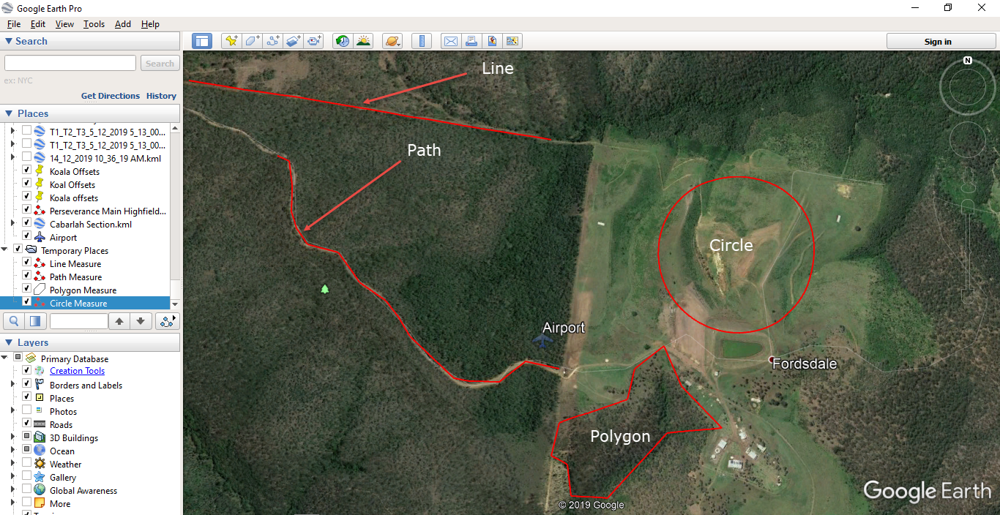 Google Earth Pro
File Edit View Tools Add Help
Search
Sign in
Search
ex: NYC
Get Directions History
Places
T1_T2_T3_5_12_2019 5_13_00...
T1_T2_T3_5_12_2019 5_13_00...
14_12_2019 10_36_19 AM.kml
Koala Offsets
Koal Offsets
Koala offsets
Perseverance Main Highfield...
Cabarlah Section.kml
Airport
Temporary Places
Line Measure
Path Measure
Polygon Measure
Circle Measure
Layers
Primary Database
Creation Tools
Borders and Labels
Places
Photos
Roads
3D Buildings
Ocean
Weather
Gallery
Global Awareness
More
N
Line
Path
Circle
Airport
Fordsdale
Polygon
Google Earth
© 2019 Google